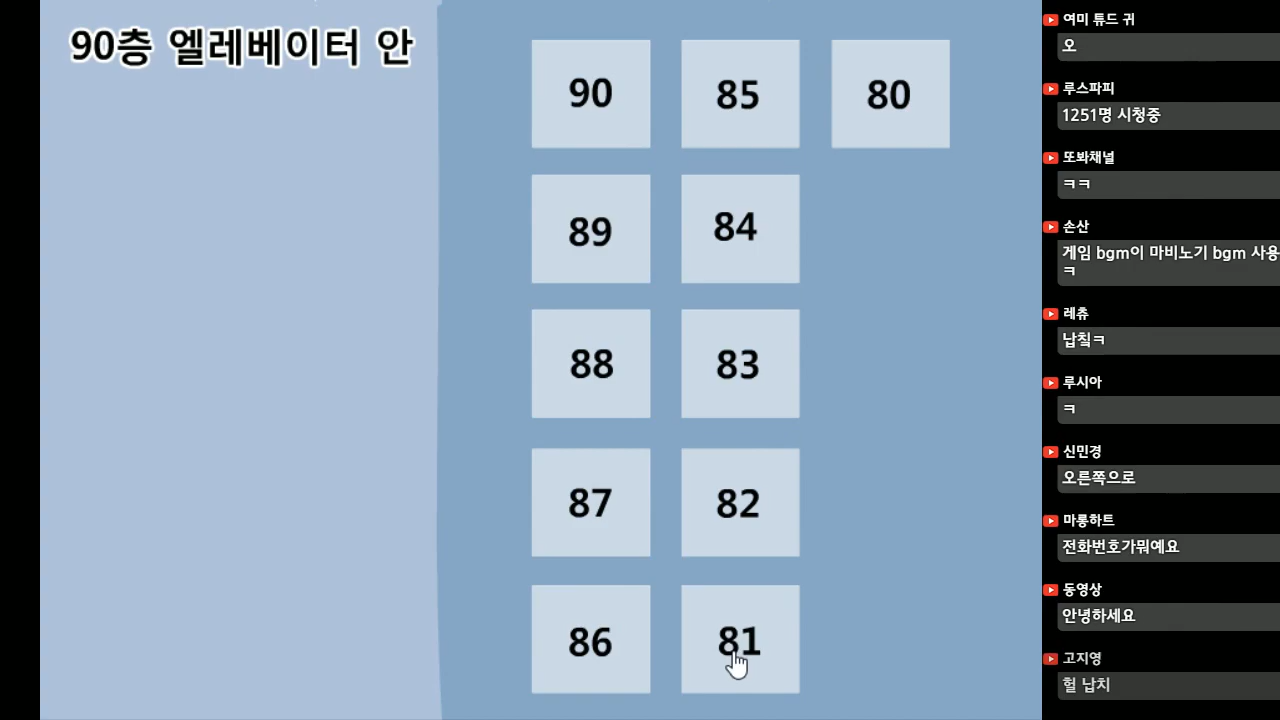 90층 엘레베이터 안
90 85 80
89 84
88 83
87 82
86 81
여미 튜드 귀
오
루스파피
1251명 시청중
또봐채널
ㅋㅋ
손산
게임 bgm이 마비노기 bgm 사용
ㅋ
레츄
납칰ㅋ
루시아
ㅋ
신민경
오른쪽으로
마롱하트
전화번호가뭐예요
동영상
안녕하세요
고지영
헐 납치